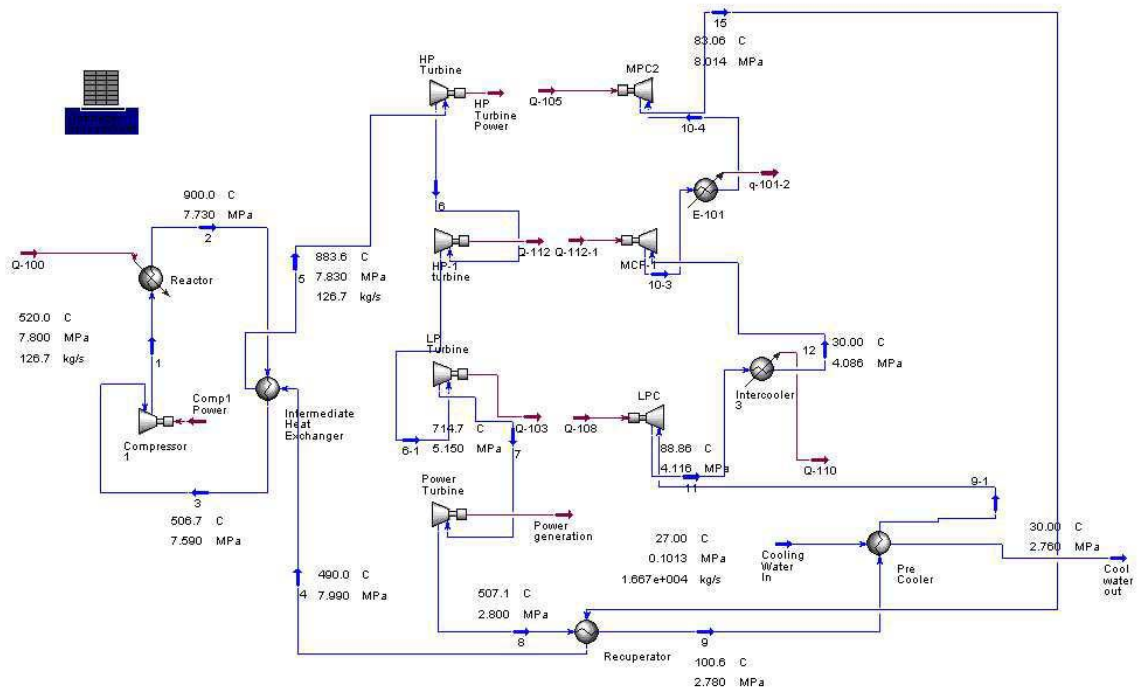 15
83.06 C
8.014 MPa
HP
Turbine
MPC2
Q-105
HP
Turbine
Power
10-4
q-101-2
E-101
900.0 C
7.730 MPa
2
6
Q-100
Reactor
883.6 C
7.830 MPa
126.7 kg/s
5
HP-1
turbine
Q-112
Q-112-1
MCP-1
10-3
520.0 C
7.800 MPa
126.7 kg/s
1
LP
Turbine
30.00 C
4.086 MPa
12
Intercooler
3
Comp1
Power
Intermediate
Heat
Exchanger
Compressor
1
LPC
Q-103
Q-108
6-1
714.7 C
5.150 MPa
7
88.86 C
4.116 MPa
11
Q-110
9-1
3
506.7 C
7.590 MPa
Power
Turbine
Power
generation
27.00 C
0.1013 MPa
1.667e+004 kg/s
Cooling
Water
In
Pre
Cooler
30.00 C
2.760 MPa
Cool
water
out
490.0 C
4
7.990 MPa
507.1 C
2.800 MPa
8
Recuperator
9
100.6 C
2.780 MPa